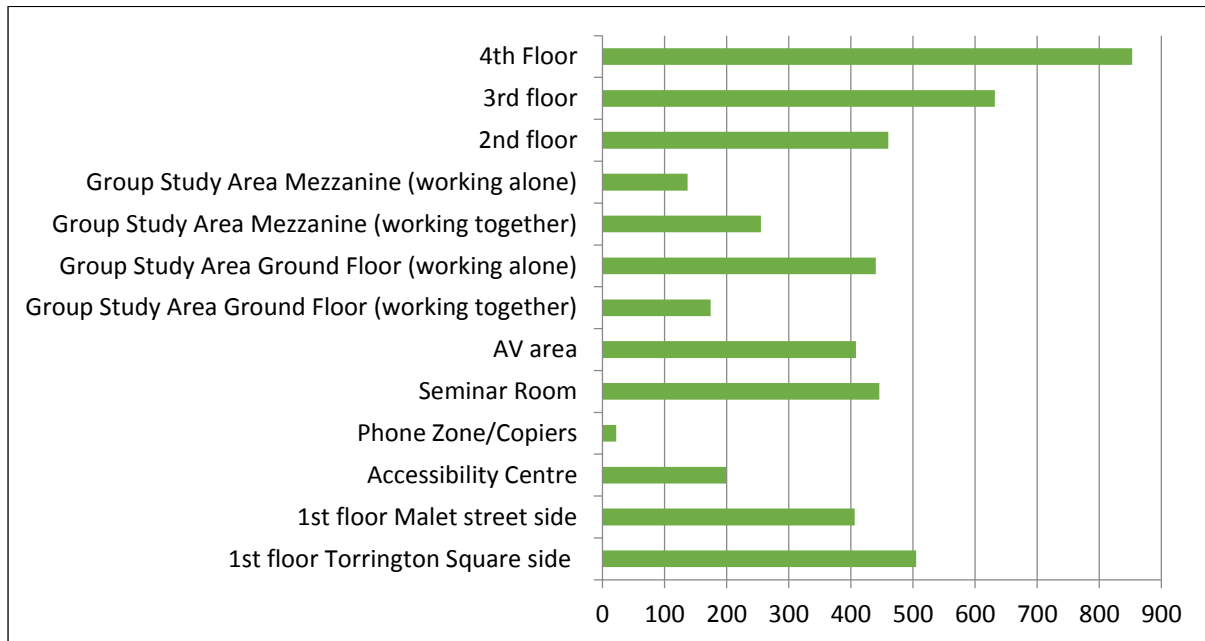 4th Floor
3rd floor
2nd floor
Group Study Area Mezzanine (working alone)
Group Study Area Mezzanine (working together)
Group Study Area Ground Floor (working alone)
Group Study Area Ground Floor (working together)
AV area
Seminar Room
Phone Zone/Copiers
Accessibility Centre
1st floor Malet street side
1st floor Torrington Square side
0 100 200 300 400 500 600 700 800 900